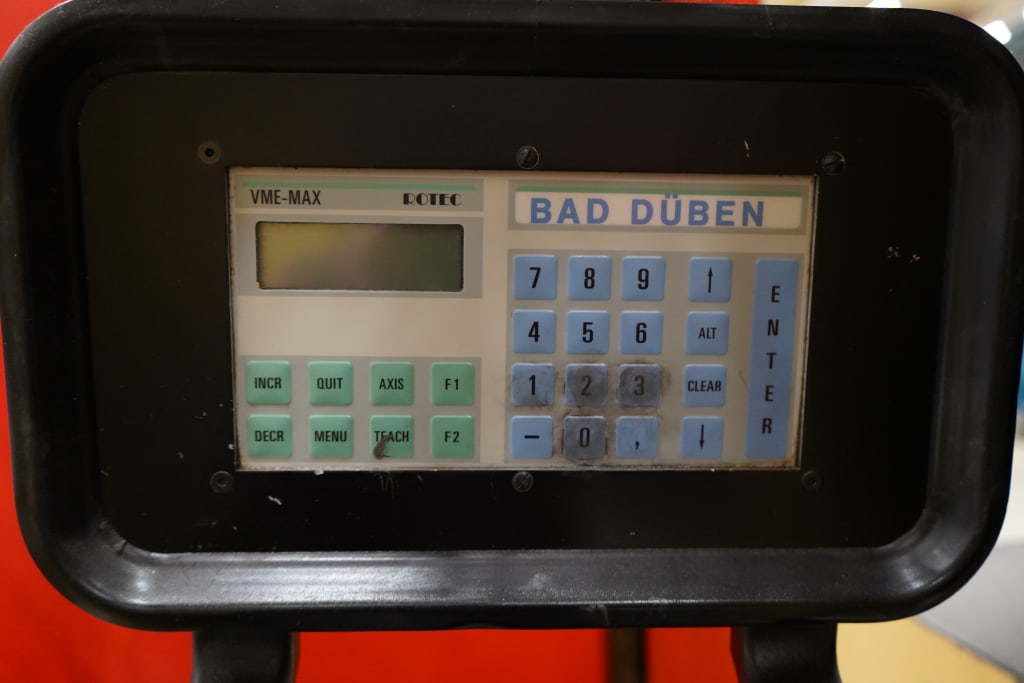 VME-MAX ROTEC
BAD DÜBEN
7 8 9 ↑
4 5 6 ALT
1 2 3 CLEAR
- 0 , ↓
ENTER
INCR QUIT AXIS F1
DECR MENU TEACH F2